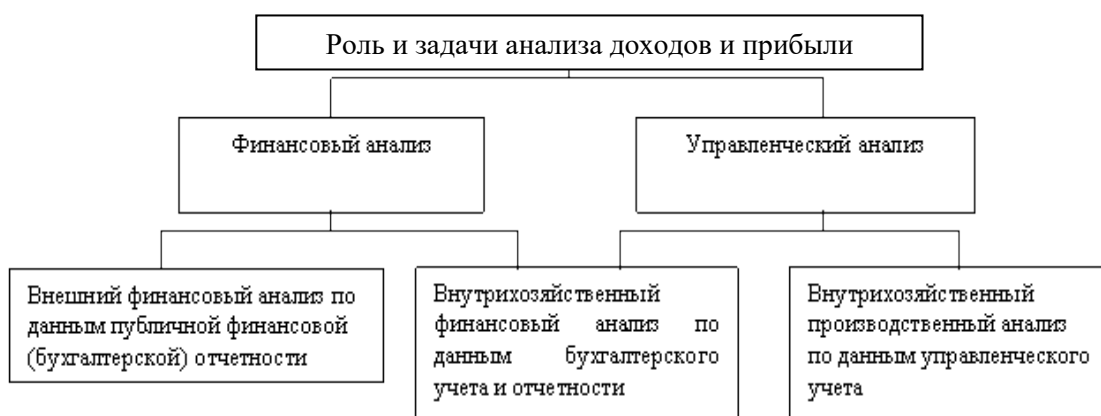 Роль и задачи анализа доходов и прибыли
Финансовый анализ
Управленческий анализ
Внешний финансовый анализ по
данным публичной финансовой
(бухгалтерской) отчетности
Внутрихозяйственный
финансовый анализ по
данным бухгалтерского
учета и отчетности
Внутрихозяйственный
производственный анализ
по данным управленческого
учета